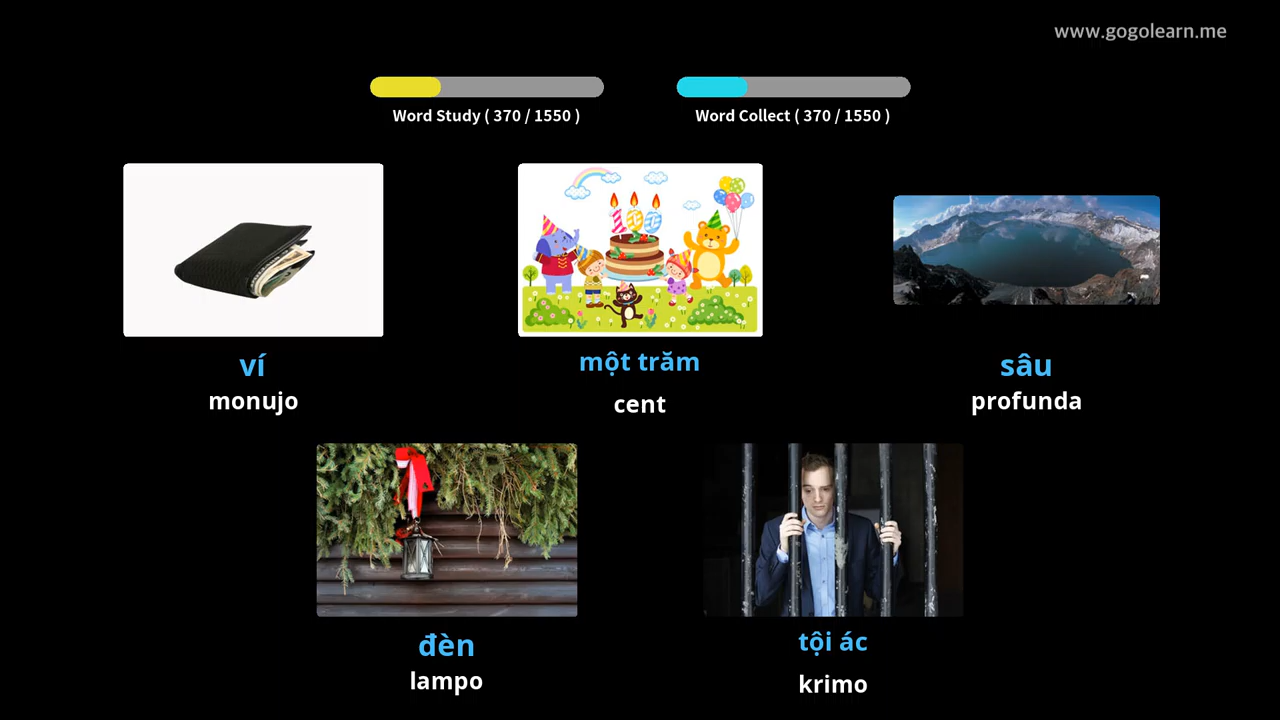 www.gogolearn.me
Word Study ( 370 / 1550 )
Word Collect ( 370 / 1550 )
100
ví
monujo
một trăm
cent
sâu
profunda
đèn
lampo
tội ác
krimo